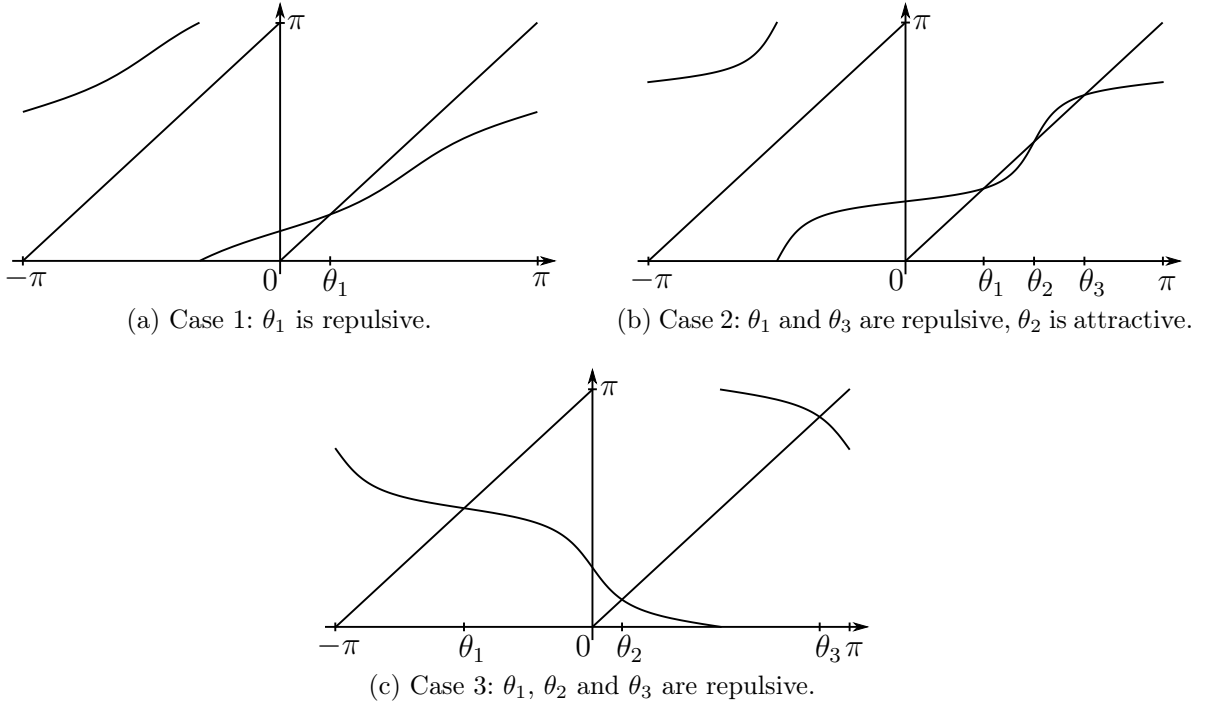 π π
−π 0 θ₁ π −π 0 θ₁ θ₂ θ₃ π
(a) Case 1: θ₁ is repulsive. (b) Case 2: θ₁ and θ₃ are repulsive, θ₂ is attractive.
π
−π θ₁ 0 θ₂ θ₃ π
(c) Case 3: θ₁, θ₂ and θ₃ are repulsive.